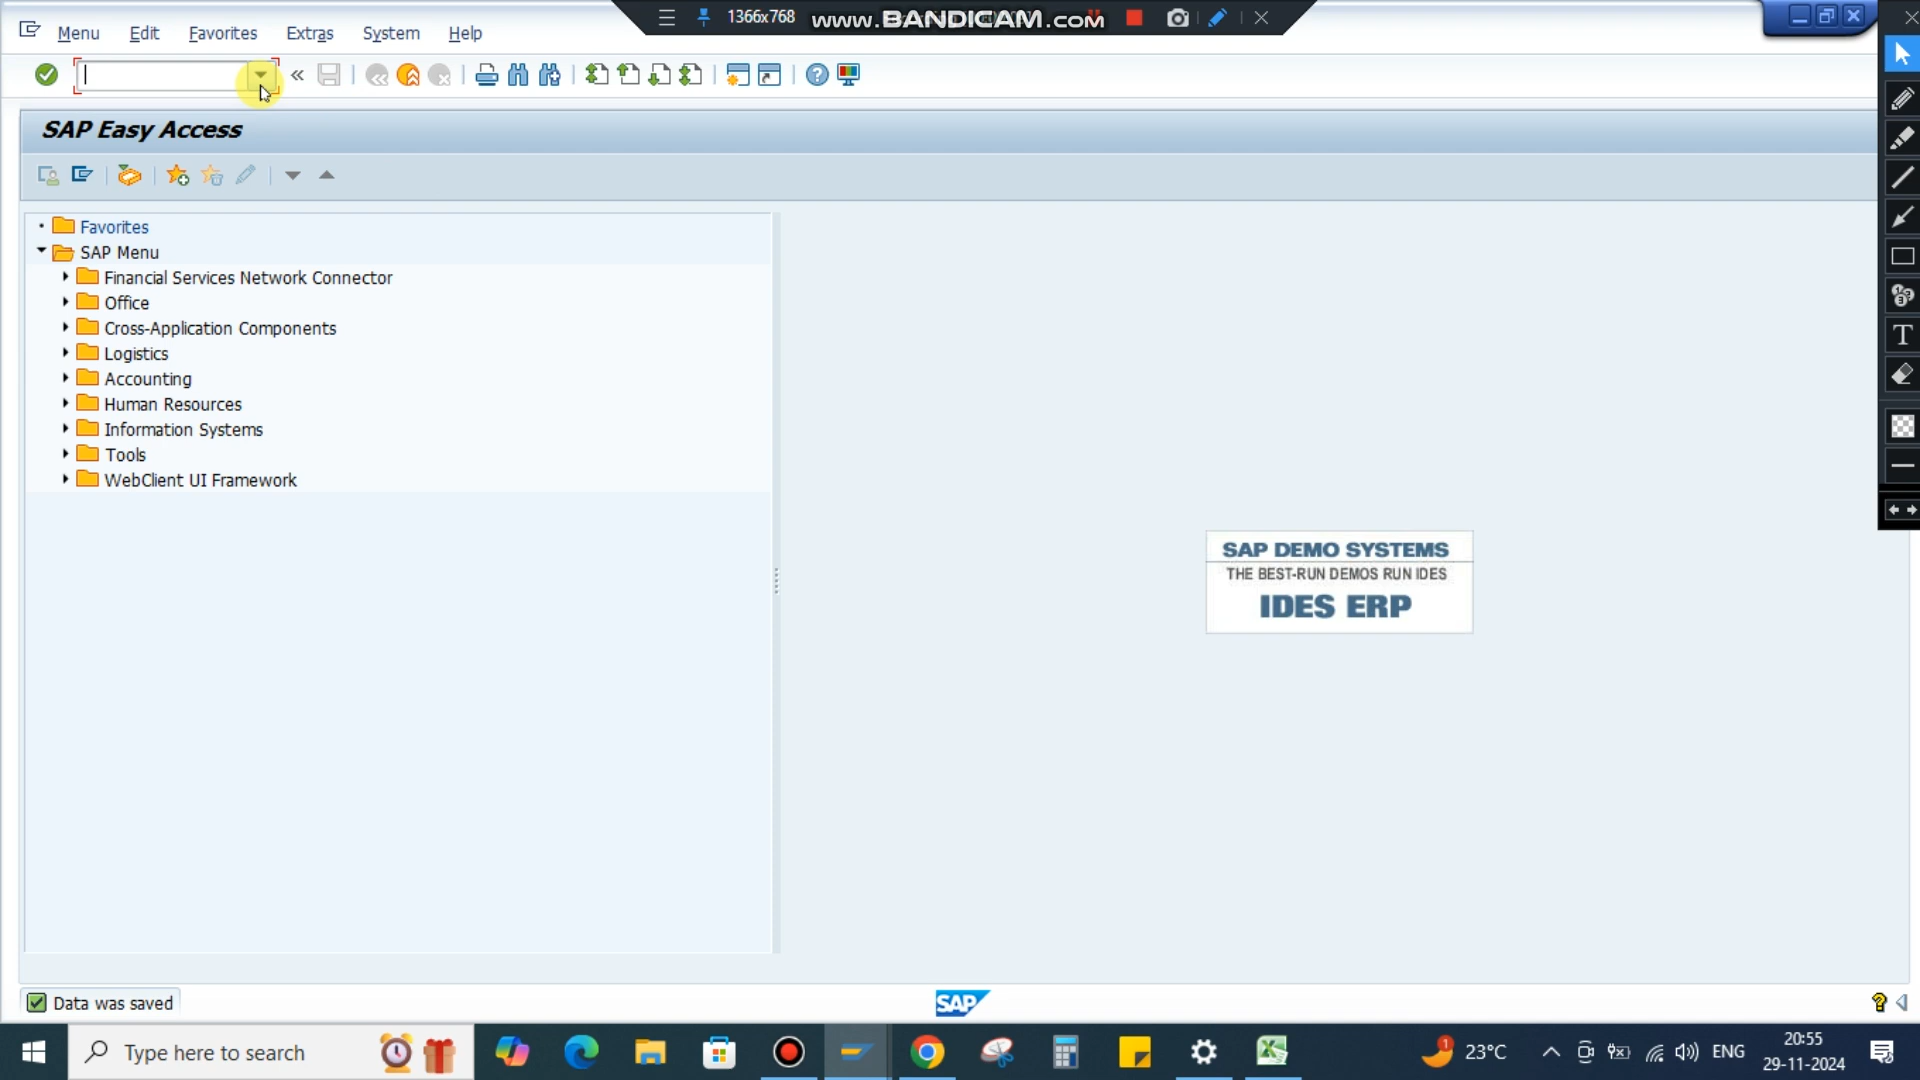 1366x768
www.BANDICAM.com
Menu Edit Favorites Extras System Help
SAP Easy Access
Favorites
SAP Menu
Financial Services Network Connector
Office
Cross-Application Components
Logistics
Accounting
Human Resources
Information Systems
Tools
WebClient UI Framework
SAP DEMO SYSTEMS
THE BEST-RUN DEMOS RUN IDES
IDES ERP
Data was saved
SAP
Type here to search
23°C
ENG
20:55
29-11-2024